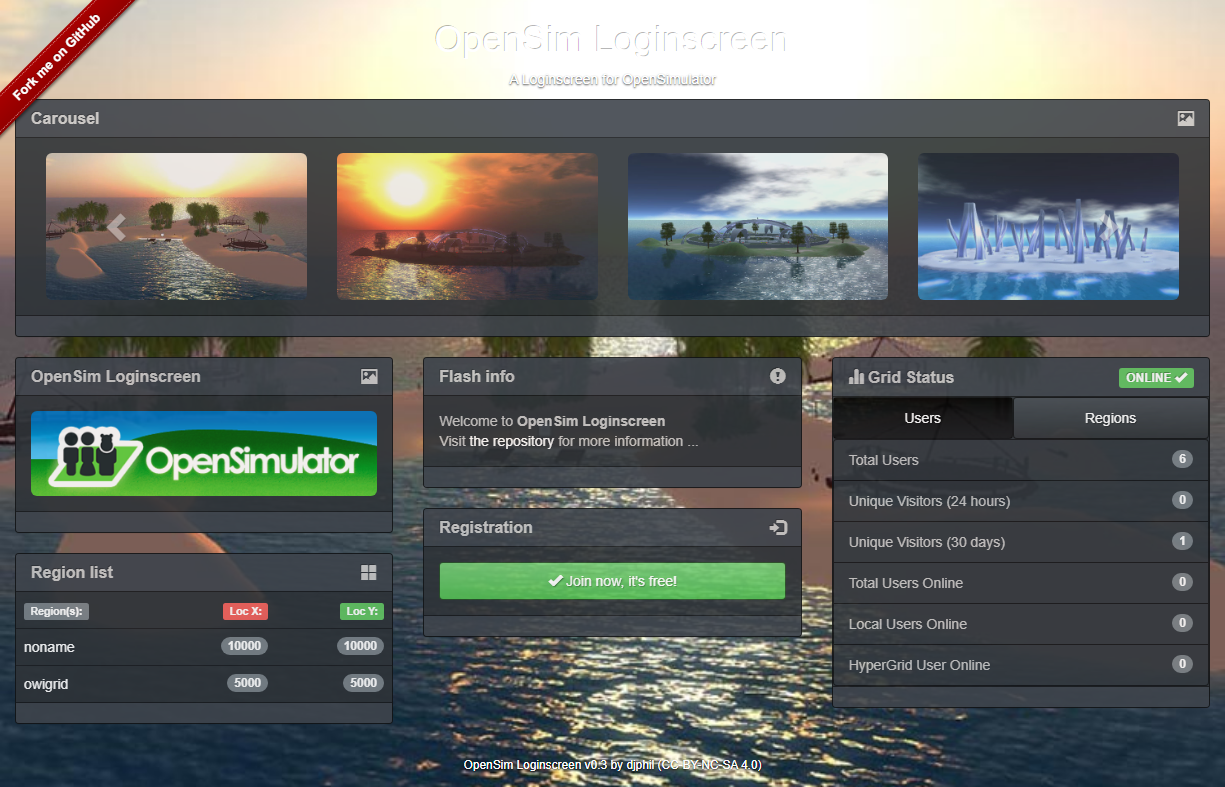 Fork me on GitHub
OpenSim Loginscreen
A Loginscreen for OpenSimulator
Carousel
OpenSim Loginscreen
OpenSimulator
Region list
Region(s): Loc X: Loc Y:
noname 10000 10000
owigrid 5000 5000
Flash info
Welcome to OpenSim Loginscreen
Visit the repository for more information ...
Registration
Join now, it's free!
Grid Status ONLINE
Users Regions
Total Users 6
Unique Visitors (24 hours) 0
Unique Visitors (30 days) 1
Total Users Online 0
Local Users Online 0
HyperGrid User Online 0
OpenSim Loginscreen v0.3 by djphil (CC-BY-NC-SA 4.0)